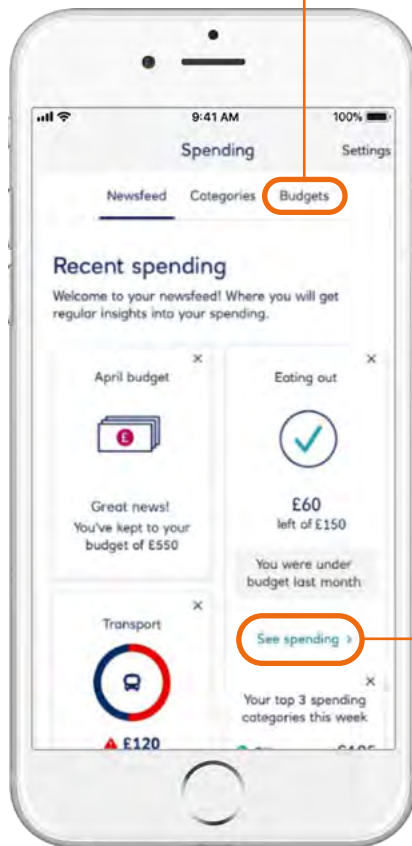 9:41 AM
100%
Spending
Settings
Newsfeed
Categories
Budgets
Recent spending
Welcome to your newsfeed! Where you will get
regular insights into your spending.
×
April budget
£
Great news!
You've kept to your
budget of £550
×
Eating out
£60
left of £150
You were under
budget last month
See spending >
×
Transport
£120
×
Your top 3 spending
categories this week